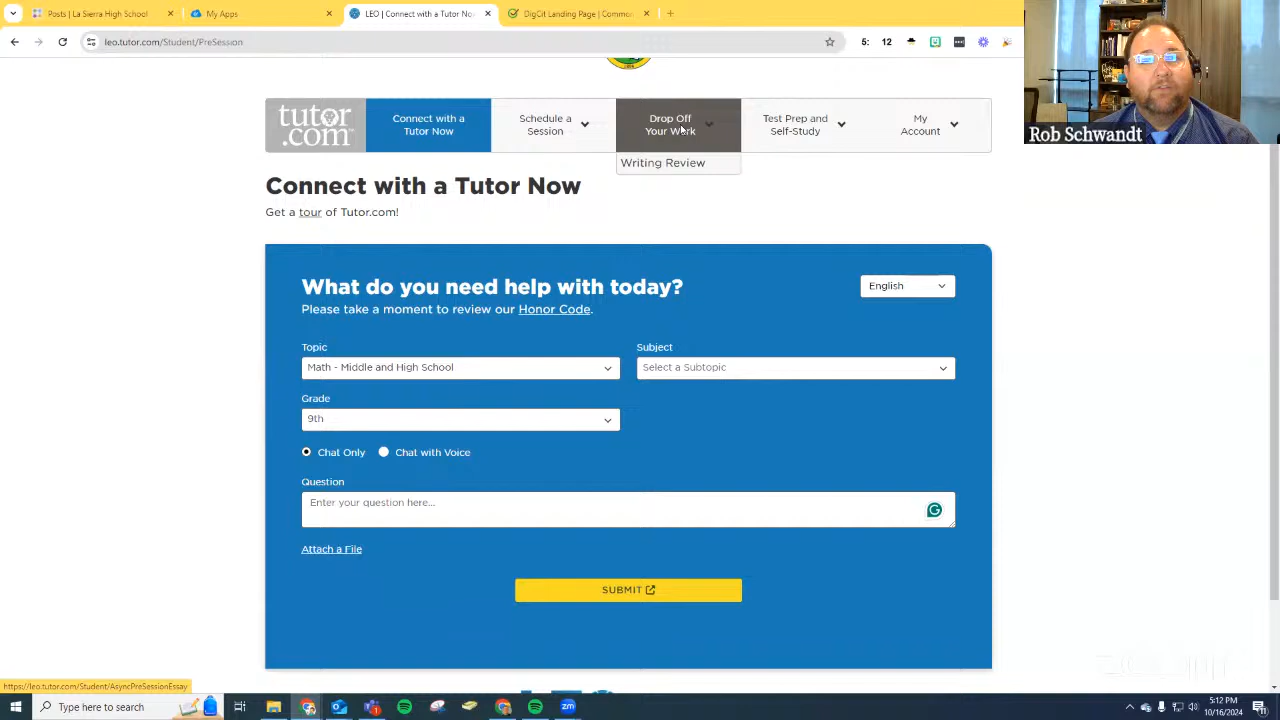 Posts | La Sierra High School
My Apps
LEO | Connect with a Tutor No
DigCit Landing Page | Common
leo.tutor.com/Student/PreSession
5:
12
tutor
.com
Connect with a
Tutor Now
Schedule a
Session
Drop Off
Your Work
Test Prep and
Self-Study
My
Account
Writing Review
Rob Schwandt
Connect with a Tutor Now
Get a tour of Tutor.com!
What do you need help with today?
English
Please take a moment to review our Honor Code.
Topic
Subject
Math - Middle and High School
Select a Subtopic
Grade
9th
Chat Only
Chat with Voice
Question
Enter your question here...
Attach a File
SUBMIT
https://leo.tutor.com/Student/AsyncPreSessionEssay
Type here to search
5:12 PM
10/16/2024